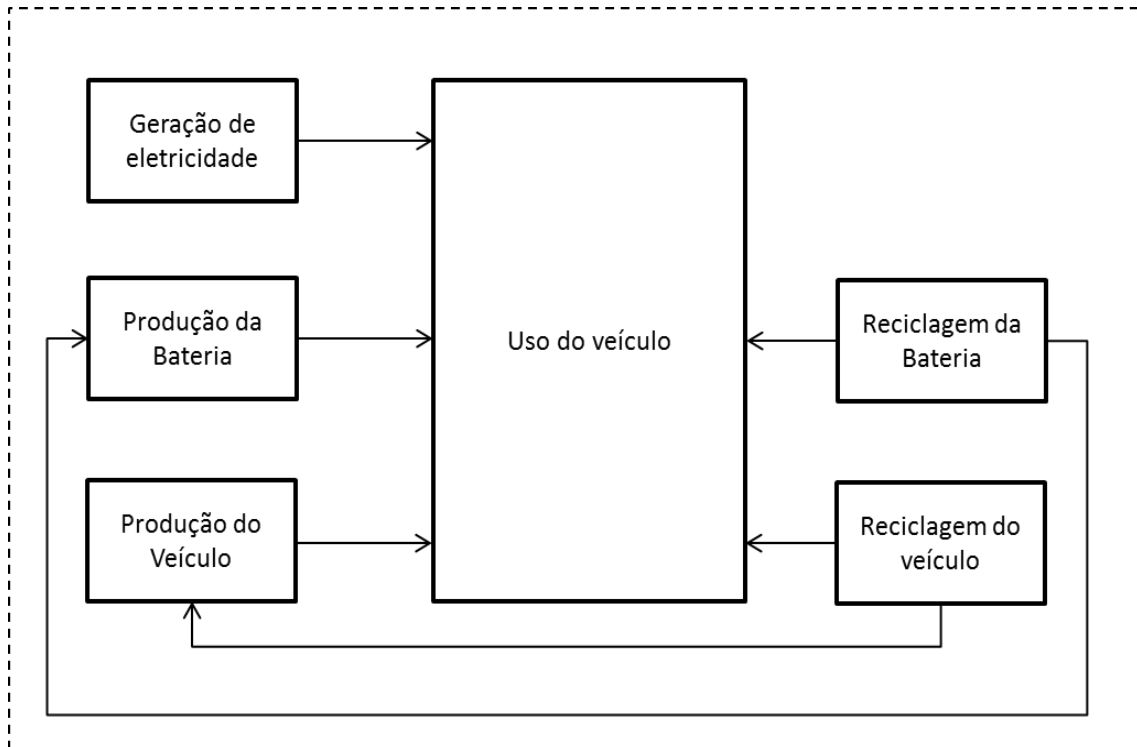 Geração de
eletricidade
Produção da
Bateria
Uso do veículo
Reciclagem da
Bateria
Produção do
Veículo
Reciclagem do
veículo